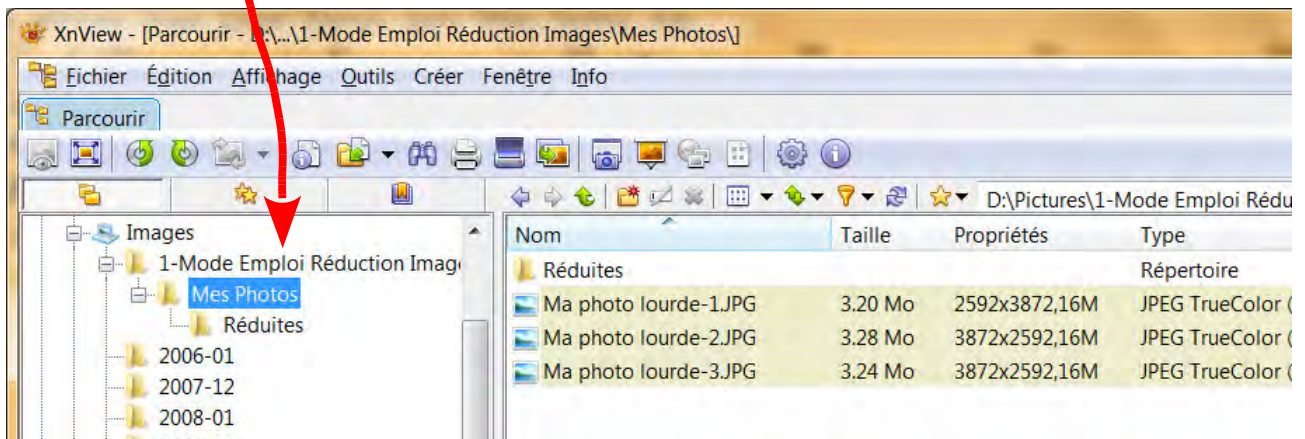 XnView - [Parcourir - D:\...\1-Mode Emploi Réduction Images\Mes Photos\]
Fichier Édition Affichage Outils Créer Fenêtre Info
Parcourir
D:\Pictures\1-Mode Emploi Rédu
Images
1-Mode Emploi Réduction Imag
Mes Photos
Réduites
2006-01
2007-12
2008-01
Nom Taille Propriétés Type
Réduites Répertoire
Ma photo lourde-1.JPG 3.20 Mo 2592x3872,16M JPEG TrueColor (
Ma photo lourde-2.JPG 3.28 Mo 3872x2592,16M JPEG TrueColor (
Ma photo lourde-3.JPG 3.24 Mo 3872x2592,16M JPEG TrueColor (